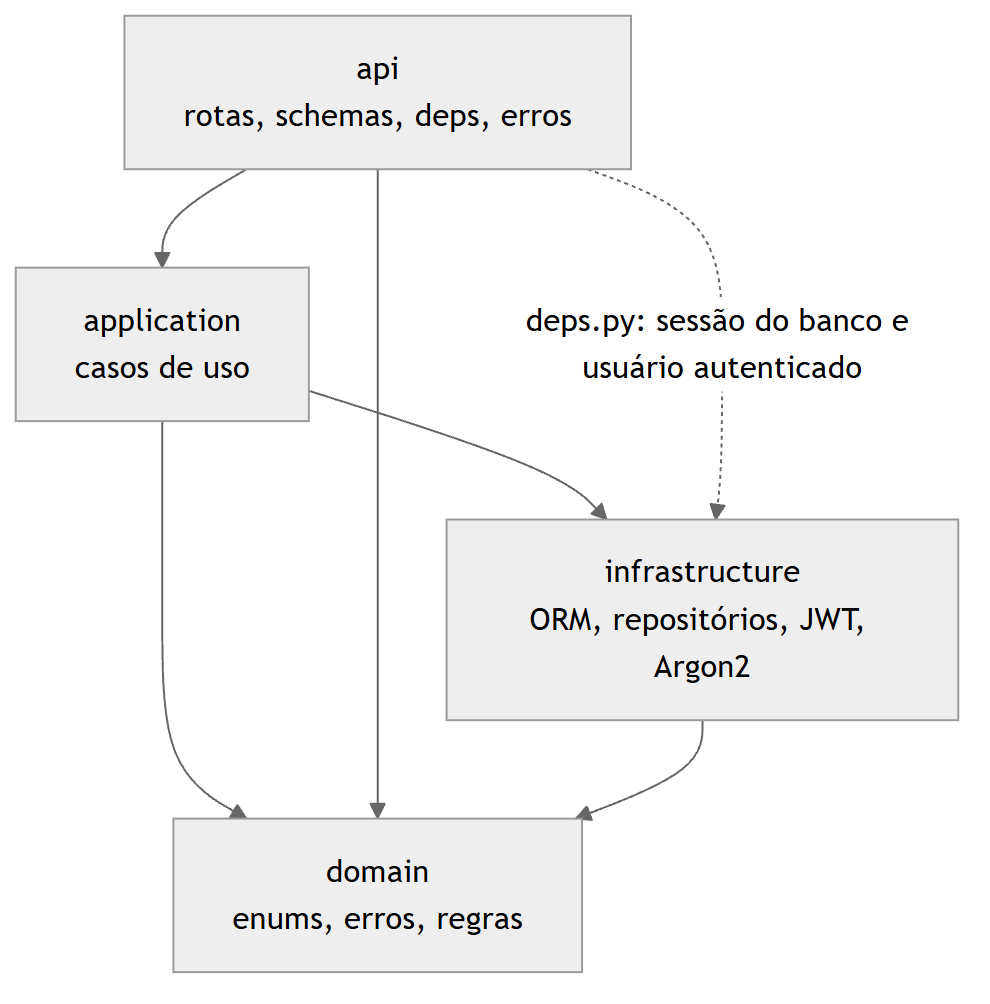 api
rotas, schemas, deps, erros
application
casos de uso
deps.py: sessão do banco e
usuário autenticado
infrastructure
ORM, repositórios, JWT,
Argon2
domain
enums, erros, regras